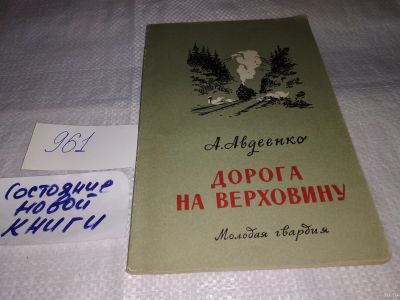 961
Состояние
новой
книги
А. Авдеенко
ДОРОГА
НА ВЕРХОВИНУ
Молодая гвардия